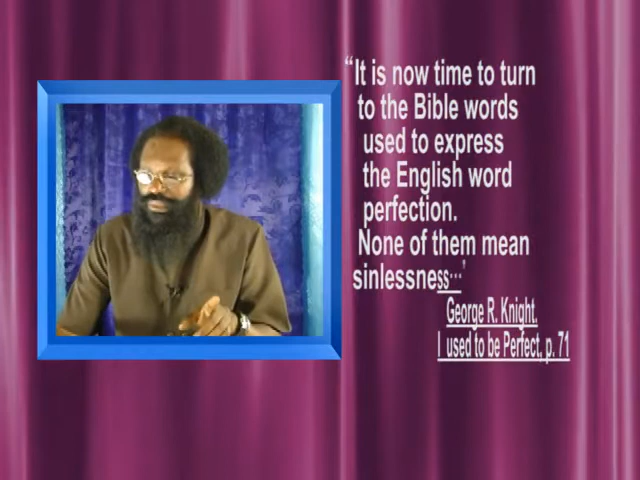 “It is now time to turn
to the Bible words
used to express
the English word
perfection.
None of them mean
sinlessness...’
George R. Knight.
I used to be Perfect, p. 71